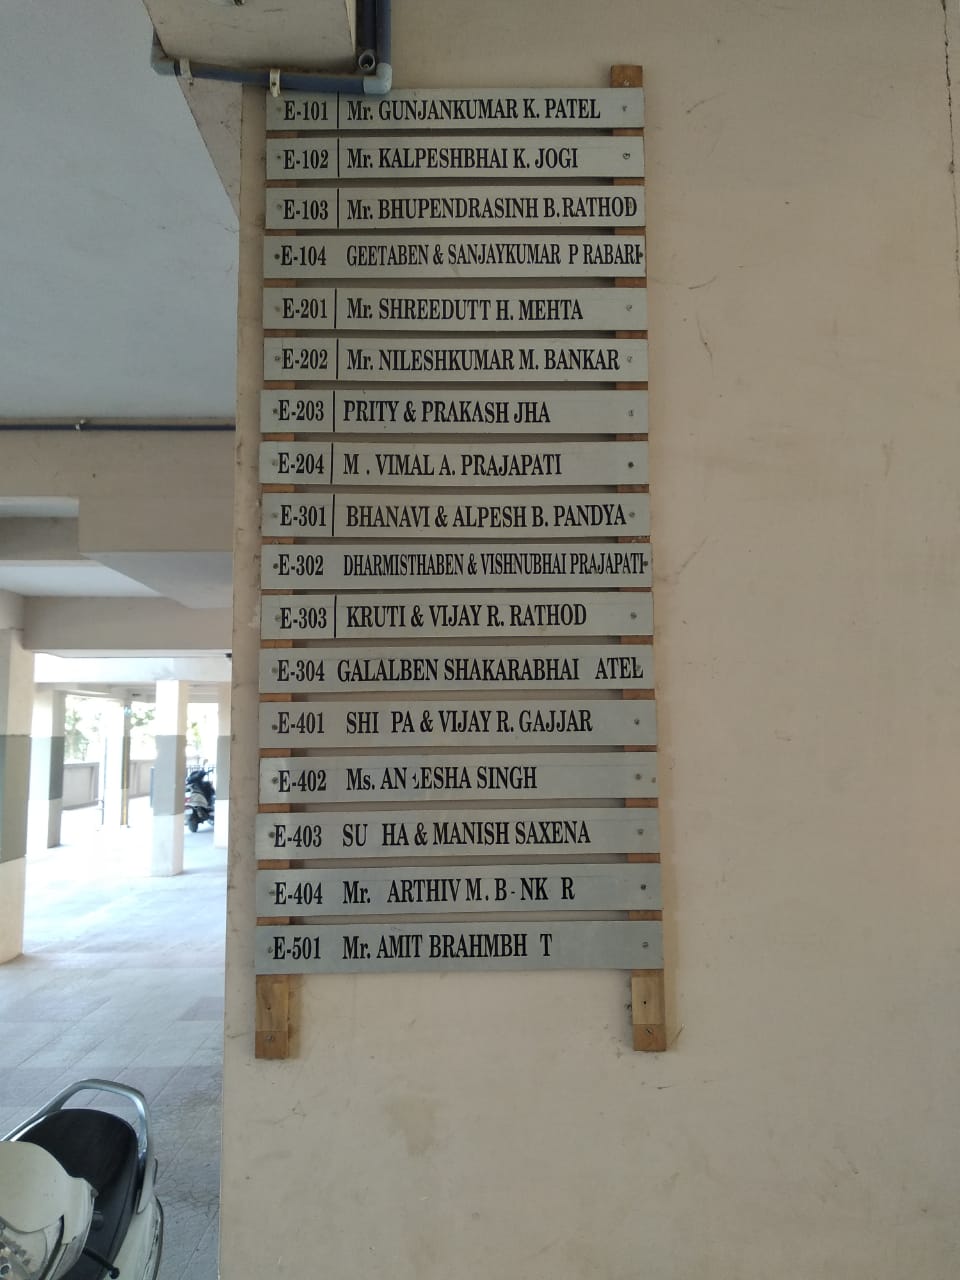 E-101 Mr. GUNJANKUMAR K. PATEL
E-102 Mr. KALPESHBHAI K. JOGI
E-103 Mr. BHUPENDRASINH B. RATHOD
E-104 GEETABEN & SANJAYKUMAR P RABARI
E-201 Mr. SHREEDUTT H. MEHTA
E-202 Mr. NILESHKUMAR M. BANKAR
E-203 PRITY & PRAKASH JHA
E-204 M . VIMAL A. PRAJAPATI
E-301 BHANAVI & ALPESH B. PANDYA
E-302 DHARMISTHABEN & VISHNUBHAI PRAJAPATI
E-303 KRUTI & VIJAY R. RATHOD
E-304 GALALBEN SHAKARABHAI ATEL
E-401 SHI PA & VIJAY R. GAJJAR
E-402 Ms. SINGH
E-403 SU HA & MANISH SAXENA
E-404 Mr. ARTHIV M. B NK R
E-501 Mr. AMIT BRAHMBH T